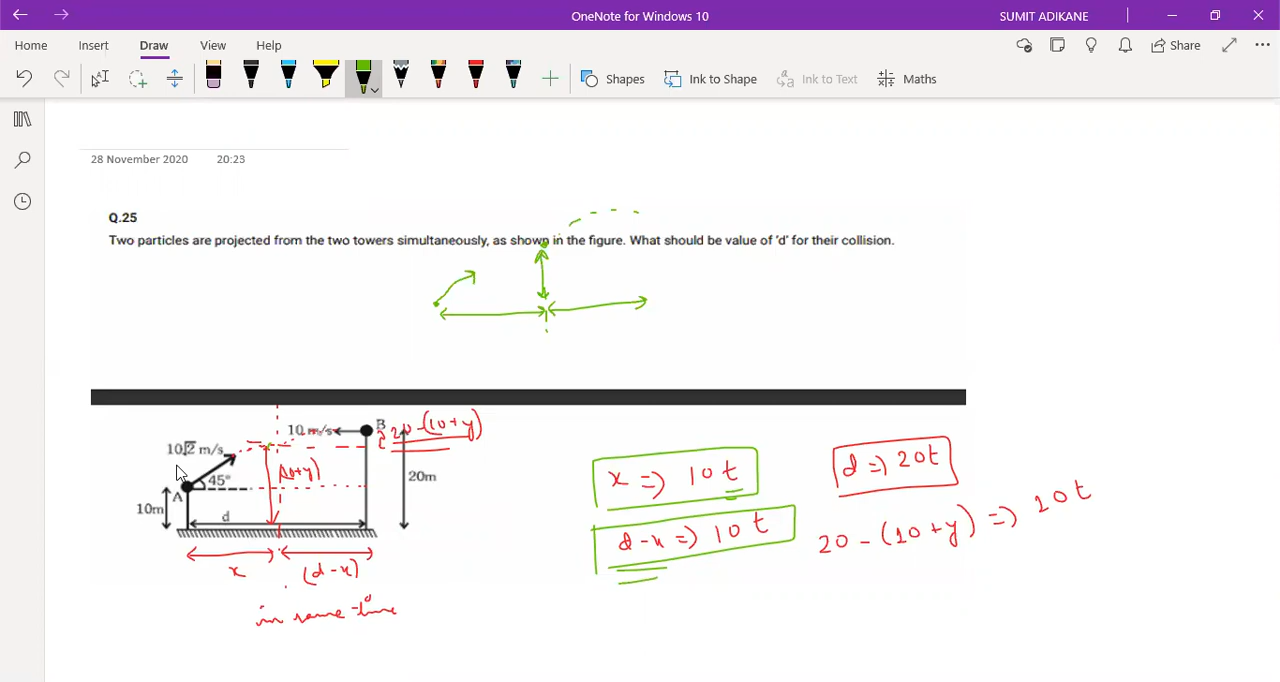 OneNote for Windows 10
SUMIT ADIKANE
Home Insert Draw View Help
Share
Shapes Ink to Shape Ink to Text Maths
28 November 2020 20:23
Q.25
Two particles are projected from the two towers simultaneously, as shown in the figure. What should be value of 'd' for their collision.
10 m/s B 20-(10+y)
10√2 m/s
45° (10+y) 20m
A
10m d
x (d-x)
in same time
x => 10t
d-x => 10t
d => 20t
20-(10+y) => 10t